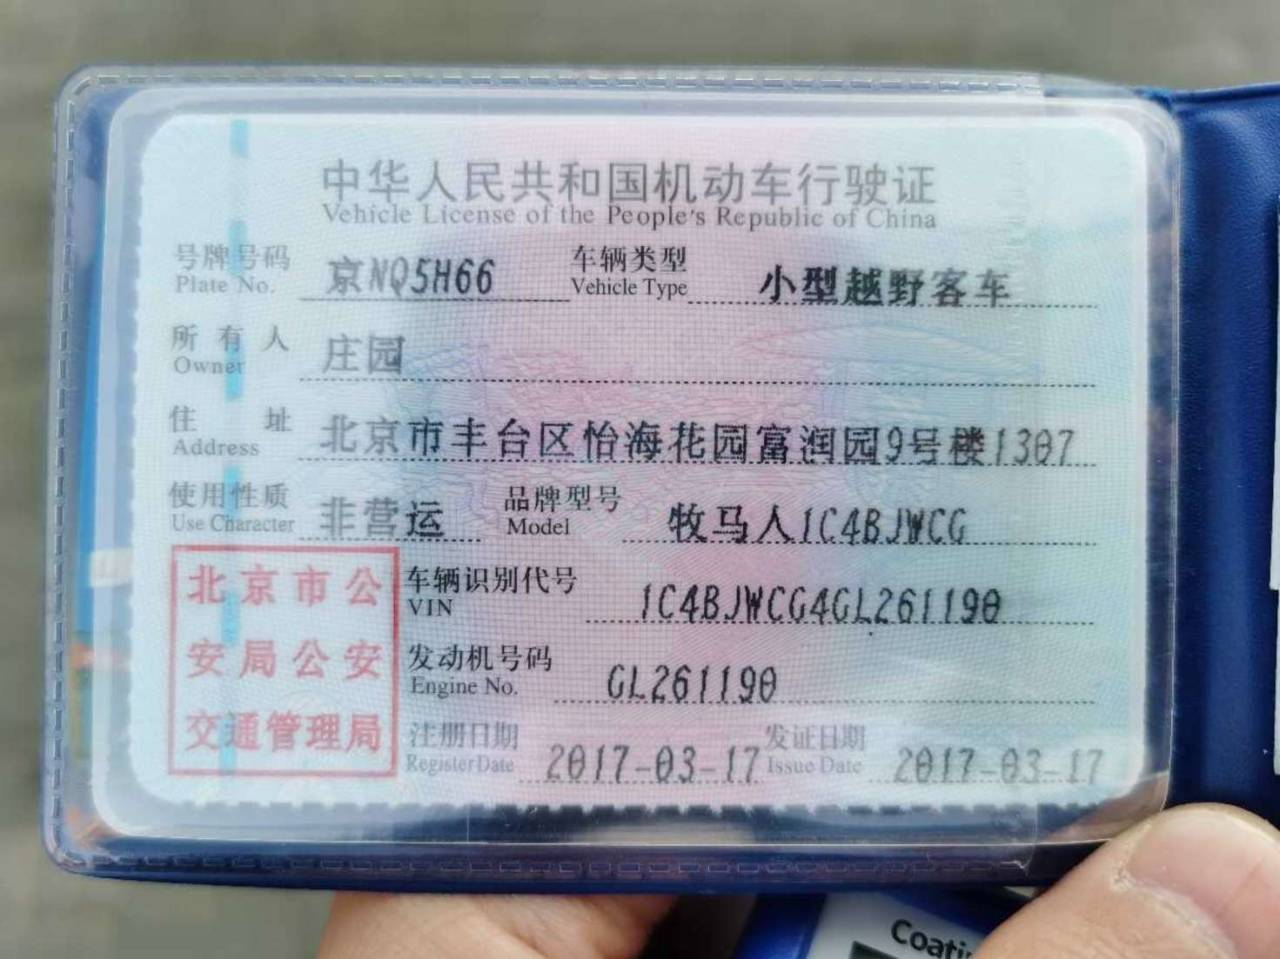 中华人民共和国机动车行驶证
Vehicle License of the People's Republic of China
号牌号码 京NQ5H66 车辆类型 小型越野客车
Plate No. Vehicle Type
所有人 庄园
Owner
住址 北京市丰台区怡海花园富润园9号楼1307
Address
使用性质 非营运 品牌型号 牧马人1C4BJWCG
Use Character Model
北京市公
安局公安
交通管理局
车辆识别代号 1C4BJWCG4GL261190
VIN
发动机号码 GL261190
Engine No.
注册日期 2017-03-17 发证日期 2017-03-17
Register Date Issue Date